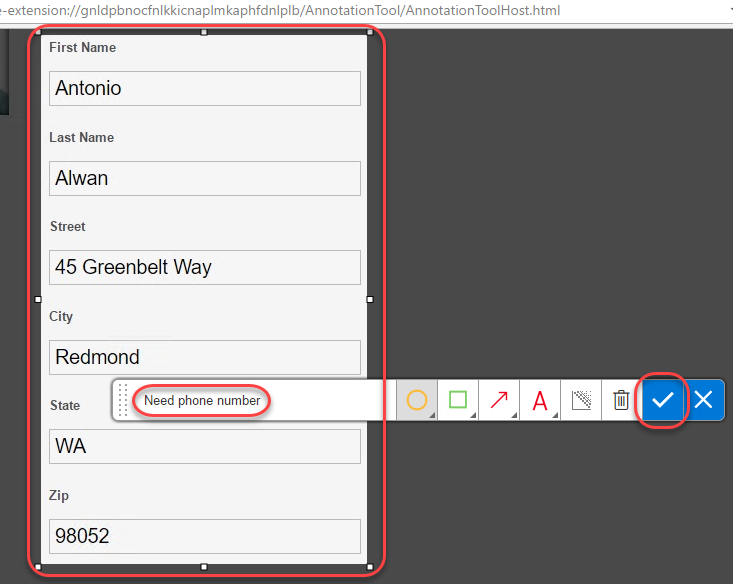 e-extension://gnldpbnocfnlkkicnaplmkaphfdnlplb/AnnotationTool/AnnotationToolHost.html
First Name
Antonio
Last Name
Alwan
Street
45 Greenbelt Way
City
Redmond
Need phone number
A
State
WA
Zip
98052